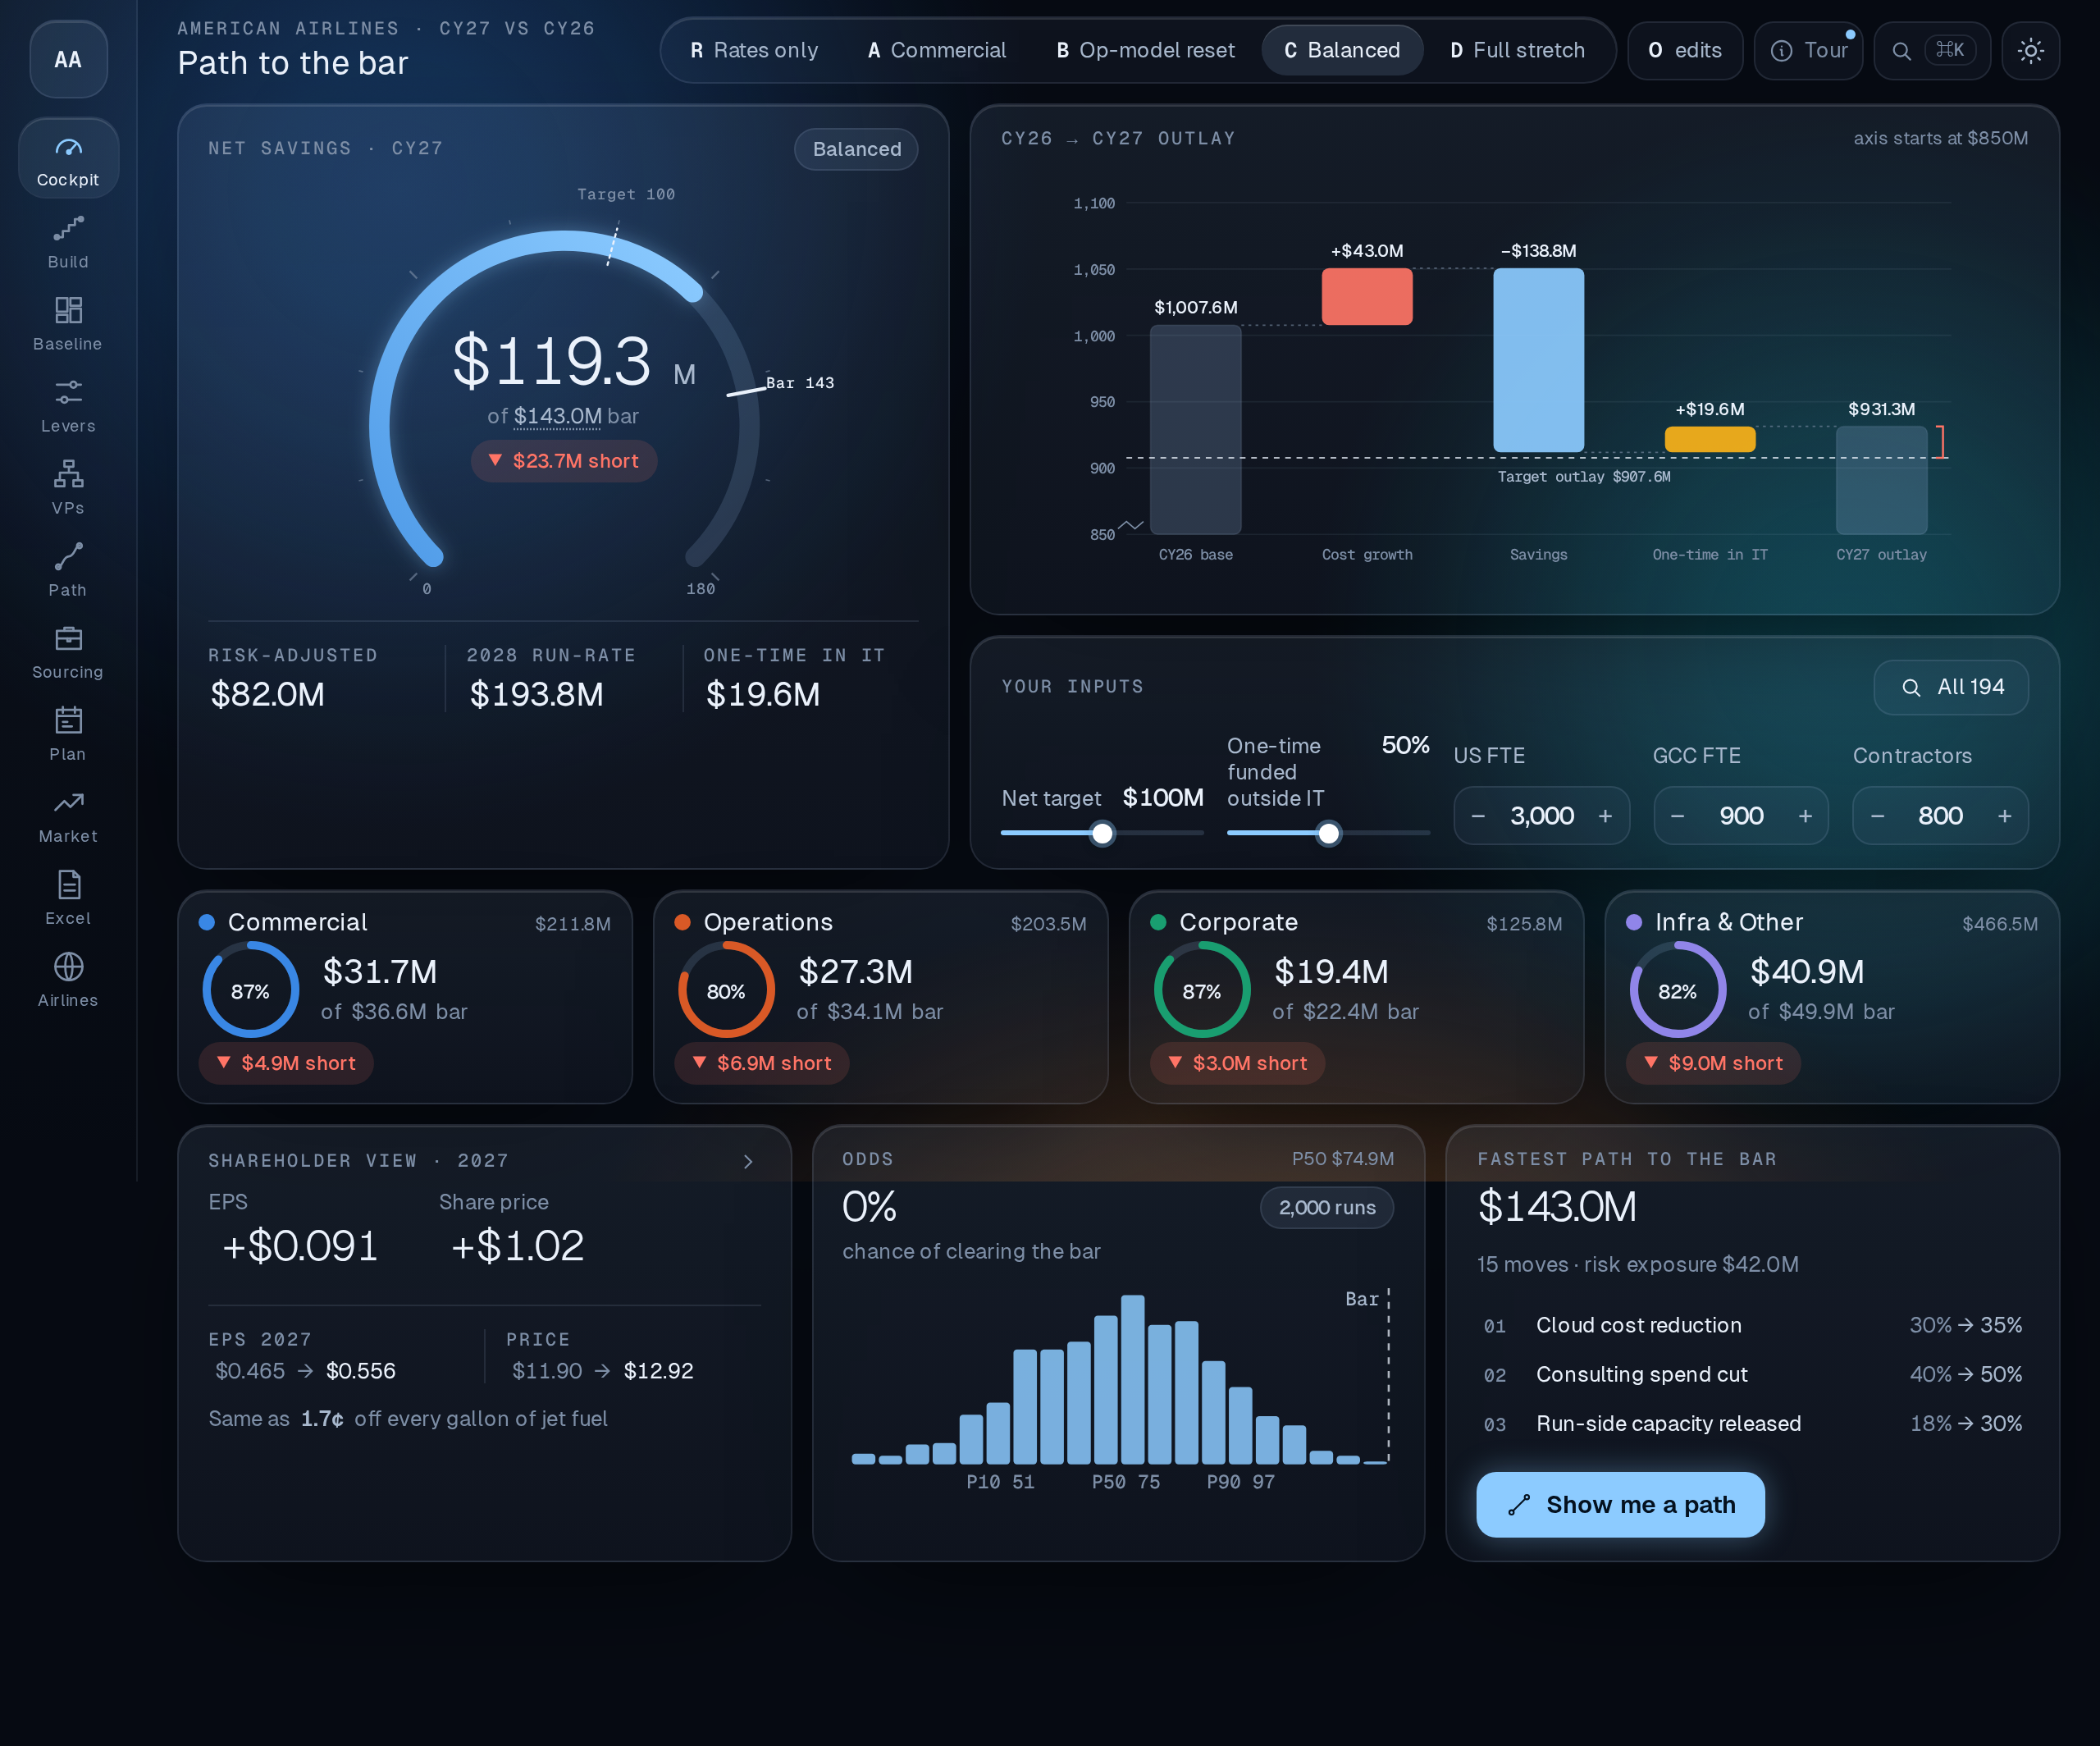 AA
Cockpit
Build
Baseline
Levers
VPs
Path
Sourcing
Plan
Market
Excel
Airlines
AMERICAN AIRLINES · CY27 VS CY26
Path to the bar
R Rates only
A Commercial
B Op-model reset
C Balanced
D Full stretch
0 edits
Tour
⌘K
NET SAVINGS · CY27
Balanced
Target 100
$119.3 M
of $143.0M bar
▼ $23.7M short
Bar 143
0
180
RISK-ADJUSTED
$82.0M
2028 RUN-RATE
$193.8M
ONE-TIME IN IT
$19.6M
CY26 → CY27 OUTLAY
axis starts at $850M
1,100
1,050
1,000
950
900
850
$1,007.6M
+$43.0M
−$138.8M
+$19.6M
$931.3M
Target outlay $907.6M
CY26 base
Cost growth
Savings
One-time in IT
CY27 outlay
YOUR INPUTS
All 194
Net target $100M
One-time funded outside IT 50%
US FTE
− 3,000 +
GCC FTE
− 900 +
Contractors
− 800 +
Commercial
$211.8M
87%
$31.7M
of $36.6M bar
▼ $4.9M short
Operations
$203.5M
80%
$27.3M
of $34.1M bar
▼ $6.9M short
Corporate
$125.8M
87%
$19.4M
of $22.4M bar
▼ $3.0M short
Infra & Other
$466.5M
82%
$40.9M
of $49.9M bar
▼ $9.0M short
SHAREHOLDER VIEW · 2027
EPS
+$0.091
Share price
+$1.02
EPS 2027
$0.465 → $0.556
PRICE
$11.90 → $12.92
Same as 1.7¢ off every gallon of jet fuel
ODDS
P50 $74.9M
0%
2,000 runs
chance of clearing the bar
Bar
P10 51
P50 75
P90 97
FASTEST PATH TO THE BAR
$143.0M
15 moves · risk exposure $42.0M
01 Cloud cost reduction 30% → 35%
02 Consulting spend cut 40% → 50%
03 Run-side capacity released 18% → 30%
Show me a path